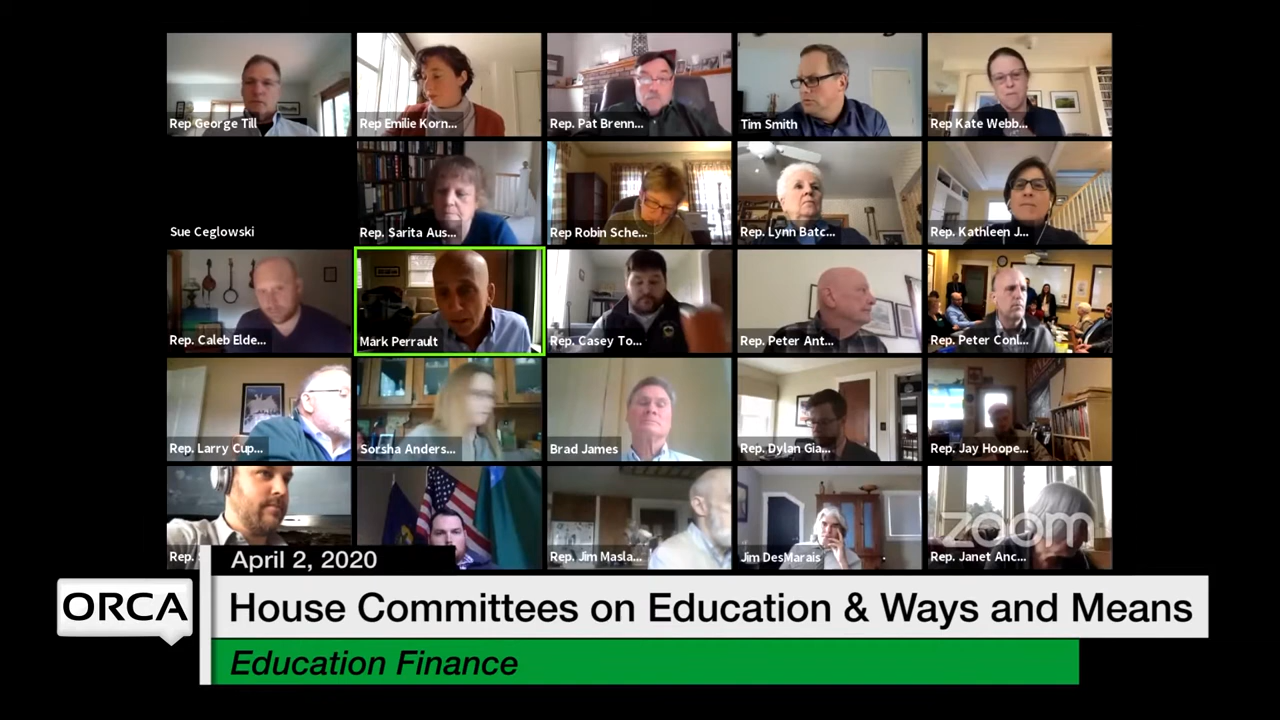 Rep George Till
Rep Emilie Korn...
Rep. Pat Brenn...
Tim Smith
Rep Kate Webb...
Sue Ceglowski
Rep. Sarita Aus...
Rep Robin Sche...
Rep. Lynn Batc...
Rep. Kathleen J...
Rep. Caleb Elde...
Mark Perrault
Rep. Casey To...
Rep. Peter Ant...
Rep. Peter Conl...
Rep. Larry Cup...
Sorsha Anders...
Brad James
Rep. Dylan Gia...
Rep. Jay Hoope...
Rep.
Rep. Jim Masla...
Jim DesMarais
zoom
Rep. Janet Anc...
April 2, 2020
ORCA
House Committees on Education & Ways and Means
Education Finance